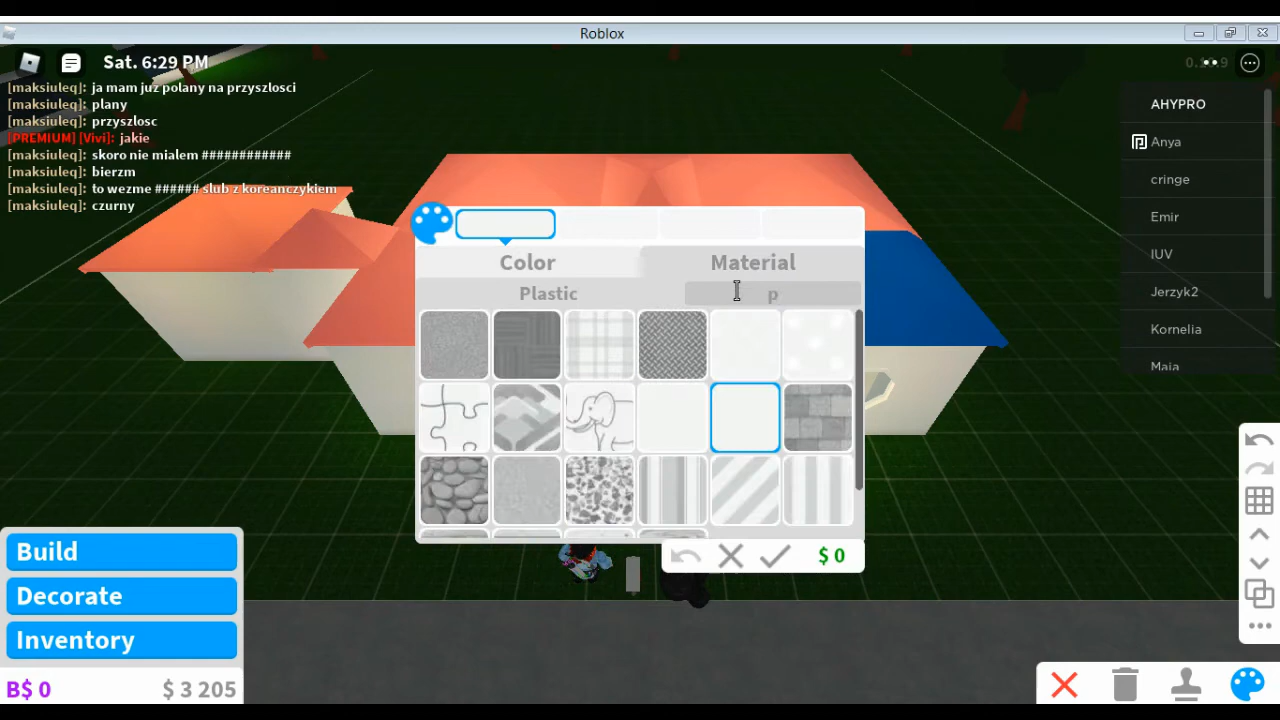 Roblox
Sat. 6:29 PM
[maksiuleq]: ja mam juz polany na przyszlosci
[maksiuleq]: plany
[maksiuleq]: przyszlosc
[PREMIUM] [Vivi]: jakie
[maksiuleq]: skoro nie mialem ############
[maksiuleq]: bierzm
[maksiuleq]: to wezme ###### slub z koreanczykiem
[maksiuleq]: czurny
AHYPRO
Anya
cringe
Emir
IUV
Jerzyk2
Kornelia
Maia
Color
Material
Plastic
p
$ 0
Build
Decorate
Inventory
B$ 0
$ 3 205